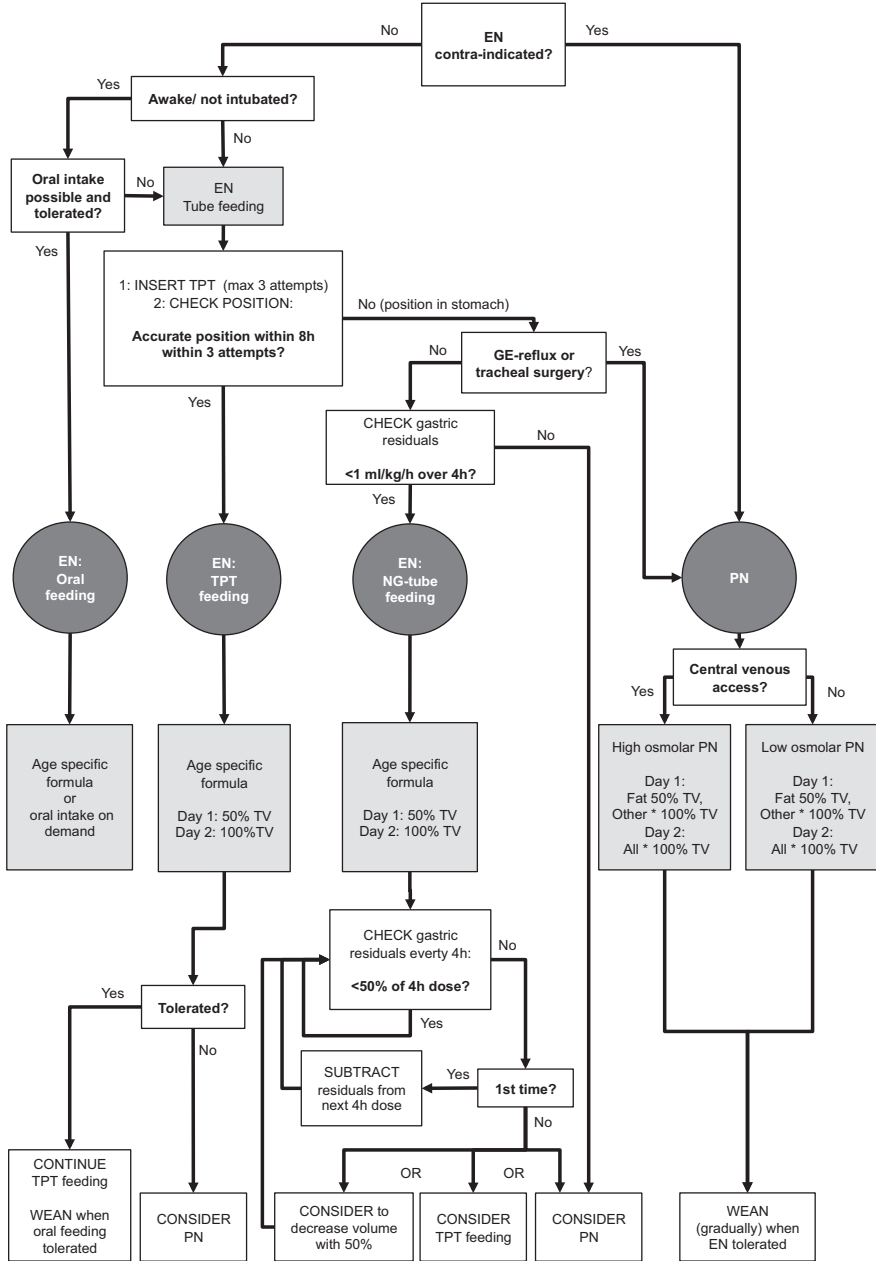 EN
contra-indicated?
No
Yes
Awake/ not intubated?
Yes
No
Oral intake
possible and
tolerated?
No
Yes
EN
Tube feeding
1: INSERT TPT (max 3 attempts)
2: CHECK POSITION:
Accurate position within 8h
within 3 attempts?
No (position in stomach)
Yes
GE-reflux or
tracheal surgery?
No
Yes
CHECK gastric
residuals
<1 ml/kg/h over 4h?
No
Yes
EN:
Oral
feeding
EN:
TPT
feeding
EN:
NG-tube
feeding
PN
Central venous
access?
Yes
No
Age specific
formula
or
oral intake on
demand
Age specific
formula
Day 1: 50% TV
Day 2: 100%TV
Age specific
formula
Day 1: 50% TV
Day 2: 100% TV
High osmolar PN
Day 1:
Fat 50% TV,
Other * 100% TV
Day 2:
All * 100% TV
Low osmolar PN
Day 1:
Fat 50% TV,
Other * 100% TV
Day 2:
All * 100% TV
CHECK gastric
residuals everty 4h:
<50% of 4h dose?
No
Yes
Tolerated?
Yes
No
SUBTRACT
residuals from
next 4h dose
Yes
1st time?
No
OR
OR
CONTINUE
TPT feeding
WEAN when
oral feeding
tolerated
CONSIDER
PN
CONSIDER to
decrease volume
with 50%
CONSIDER
TPT feeding
CONSIDER
PN
WEAN
(gradually) when
EN tolerated